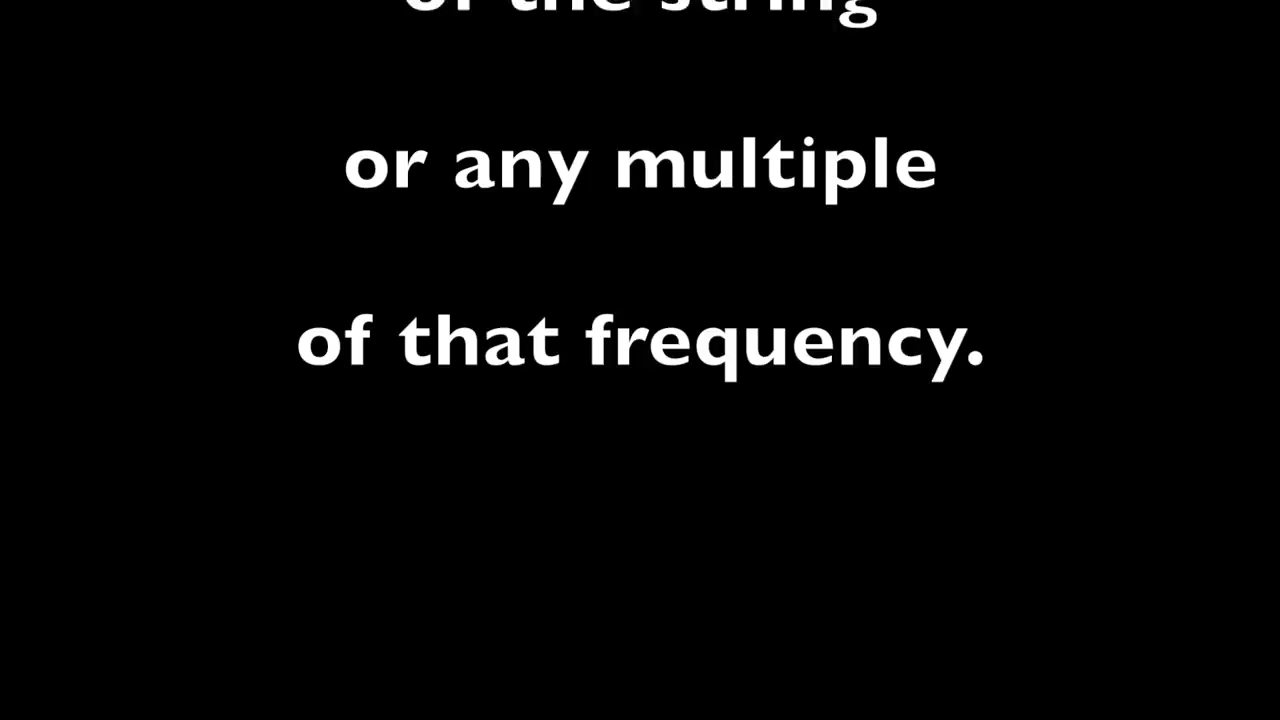 of the string
or any multiple
of that frequency.